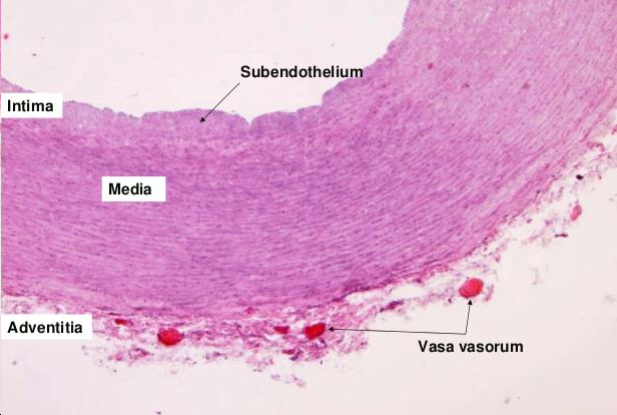 Subendothelium
Intima
Media
Adventitia
Vasa vasorum